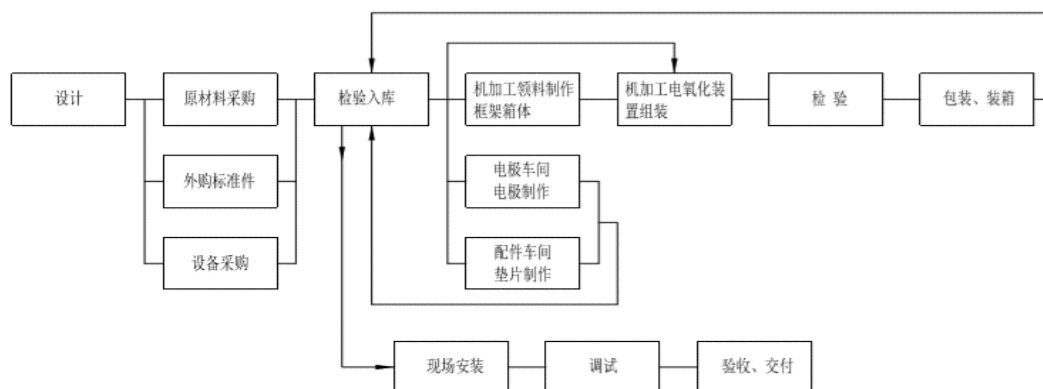 设计
原材料采购
检验入库
机加工领料制作
框架箱体
机加工电氧化装
置组装
检 验
包装、装箱
外购标准件
电极车间
电极制作
设备采购
配件车间
垫片制作
现场安装
调试
验收、交付